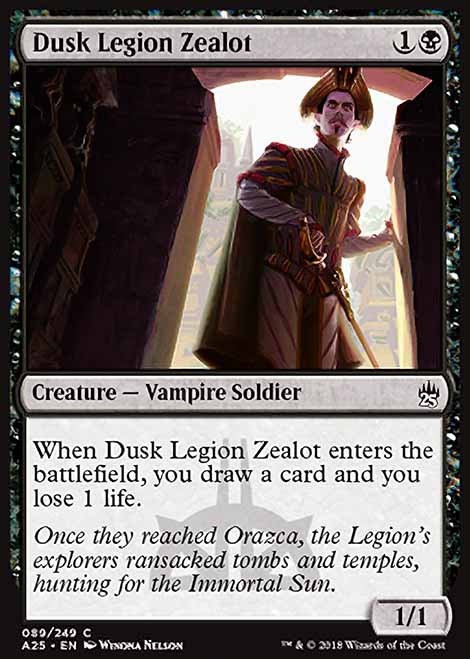 Dusk Legion Zealot 1
Creature — Vampire Soldier 25
When Dusk Legion Zealot enters the
battlefield, you draw a card and you
lose 1 life.
Once they reached Orazca, the Legion's
explorers ransacked tombs and temples,
hunting for the Immortal Sun.
1/1
089/249 C
A25 • EN Winona Nelson
™ & © 2018 Wizards of the Coast